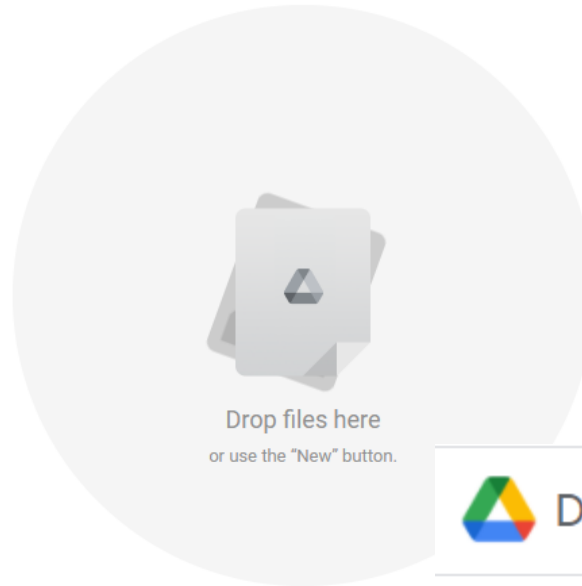 Drop files here
or use the “New” button.
D